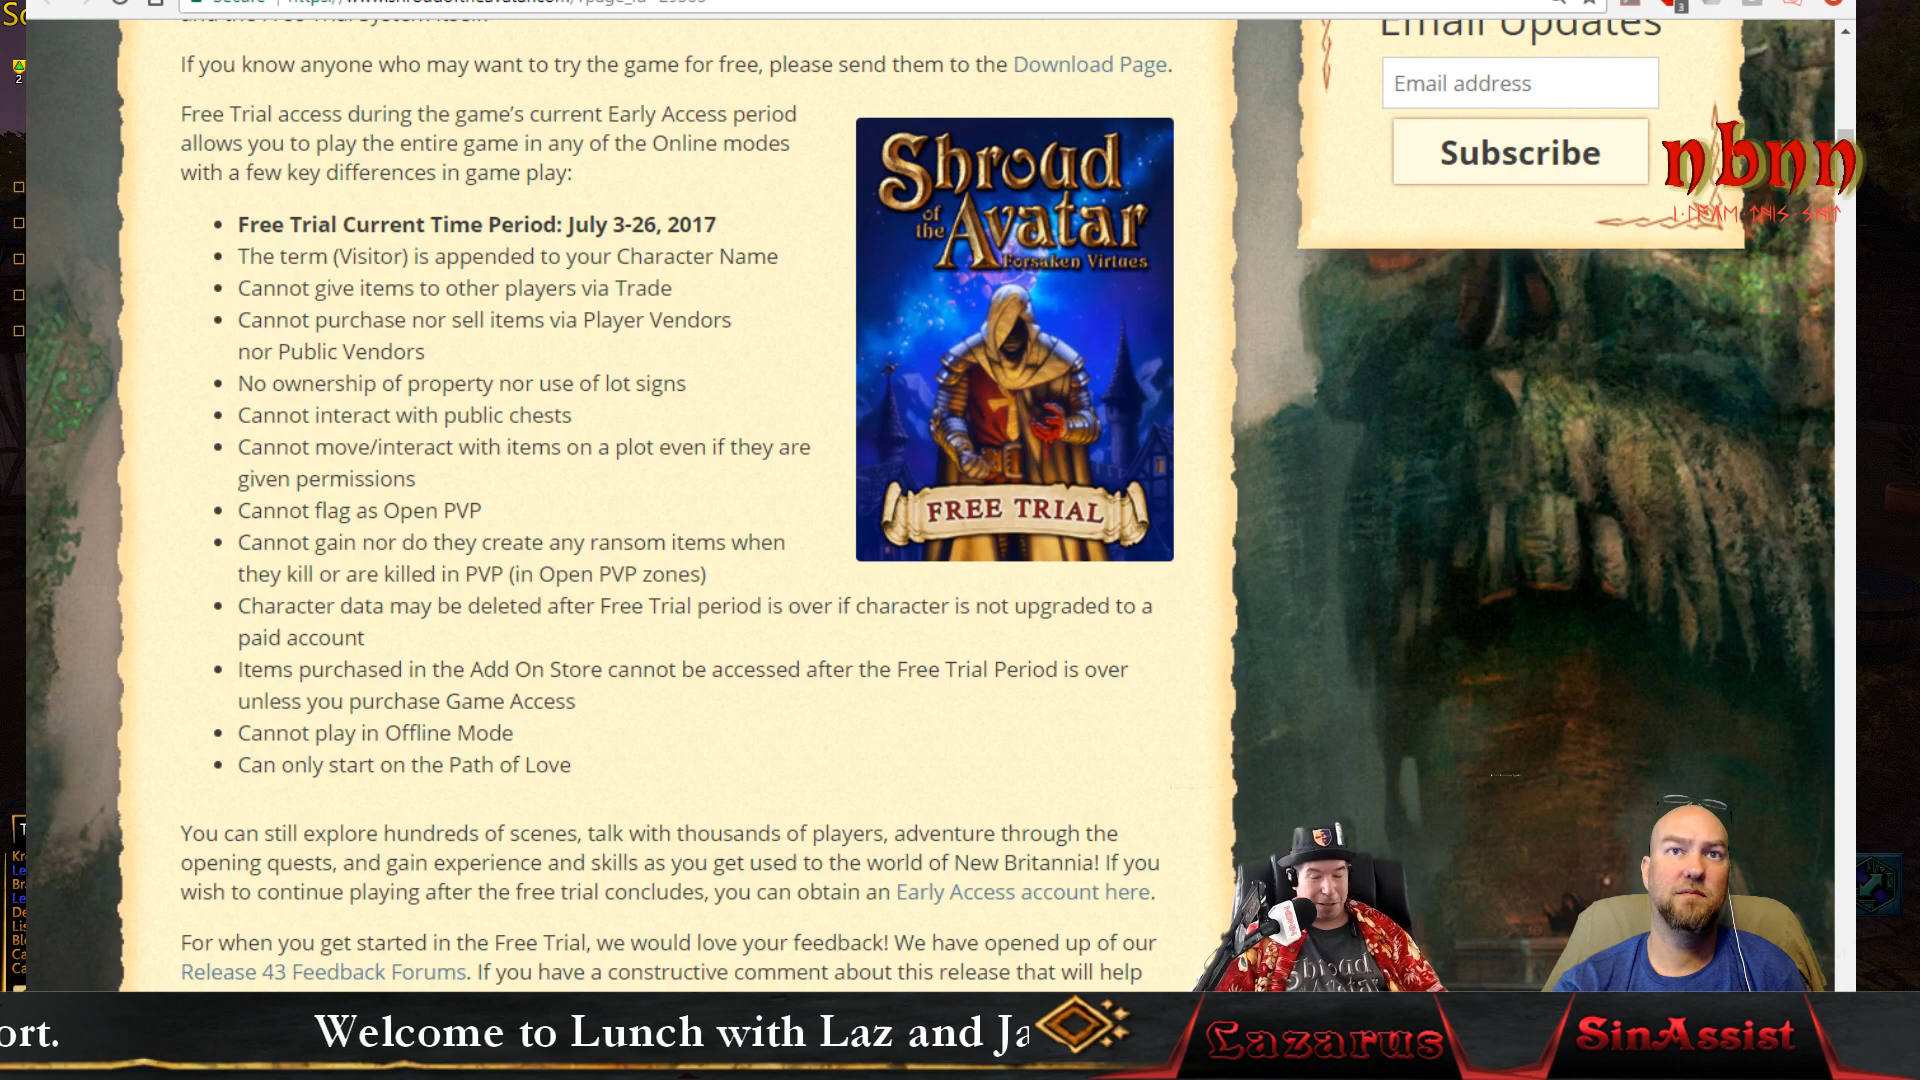 If you know anyone who may want to try the game for free, please send them to the Download Page.
Free Trial access during the game's current Early Access period
allows you to play the entire game in any of the Online modes
with a few key differences in game play:
Free Trial Current Time Period: July 3-26, 2017
The term (Visitor) is appended to your Character Name
Cannot give items to other players via Trade
Cannot purchase nor sell items via Player Vendors
nor Public Vendors
No ownership of property nor use of lot signs
Cannot interact with public chests
Cannot move/interact with items on a plot even if they are
given permissions
Cannot flag as Open PVP
Cannot gain nor do they create any ransom items when
they kill or are killed in PVP (in Open PVP zones)
Character data may be deleted after Free Trial period is over if character is not upgraded to a
paid account
Items purchased in the Add On Store cannot be accessed after the Free Trial Period is over
unless you purchase Game Access
Cannot play in Offline Mode
Can only start on the Path of Love
You can still explore hundreds of scenes, talk with thousands of players, adventure through the
opening quests, and gain experience and skills as you get used to the world of New Britannia! If you
wish to continue playing after the free trial concludes, you can obtain an Early Access account here.
For when you get started in the Free Trial, we would love your feedback! We have opened up of our
Release 43 Feedback Forums. If you have a constructive comment about this release that will help
Shroud
of the Avatar
Forsaken Virtues
FREE TRIAL
Email Updates
Email address
Subscribe
nbnn
Shroud
of the Avatar
ort. Welcome to Lunch with Laz and Ja
Lazarus
SinAssist